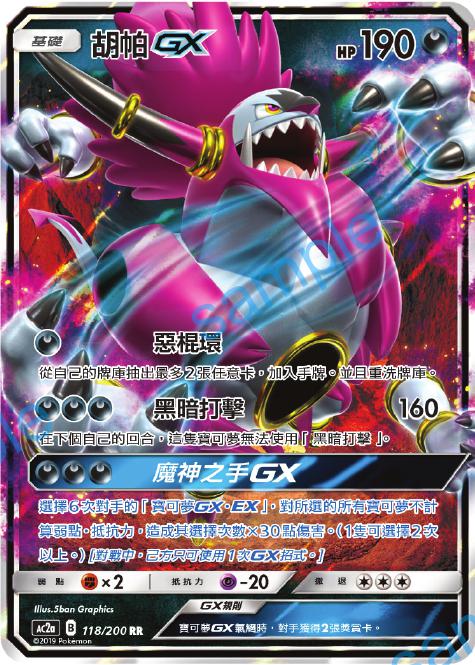 基礎 胡帕GX HP 190
sample
惡棍環
從自己的牌庫抽出最多2張任意卡，加入手牌。並且重洗牌庫。
黑暗打擊 160
在下個自己的回合，這隻寶可夢無法使用「黑暗打擊」。
魔神之手GX
選擇6次對手的「寶可夢GX・EX」，對所選的所有寶可夢不計
算弱點・抵抗力，造成其選擇次數×30點傷害。（1隻可選擇2次
以上。）[對戰中，己方只可使用1次GX招式。]
弱點 ×2 抵抗力 -20 撤退
Illus.5ban Graphics GX規則
AC2a B 118/200 RR 寶可夢GX氣絕時，對手獲得2張獎賞卡。
©2019 Pokémon